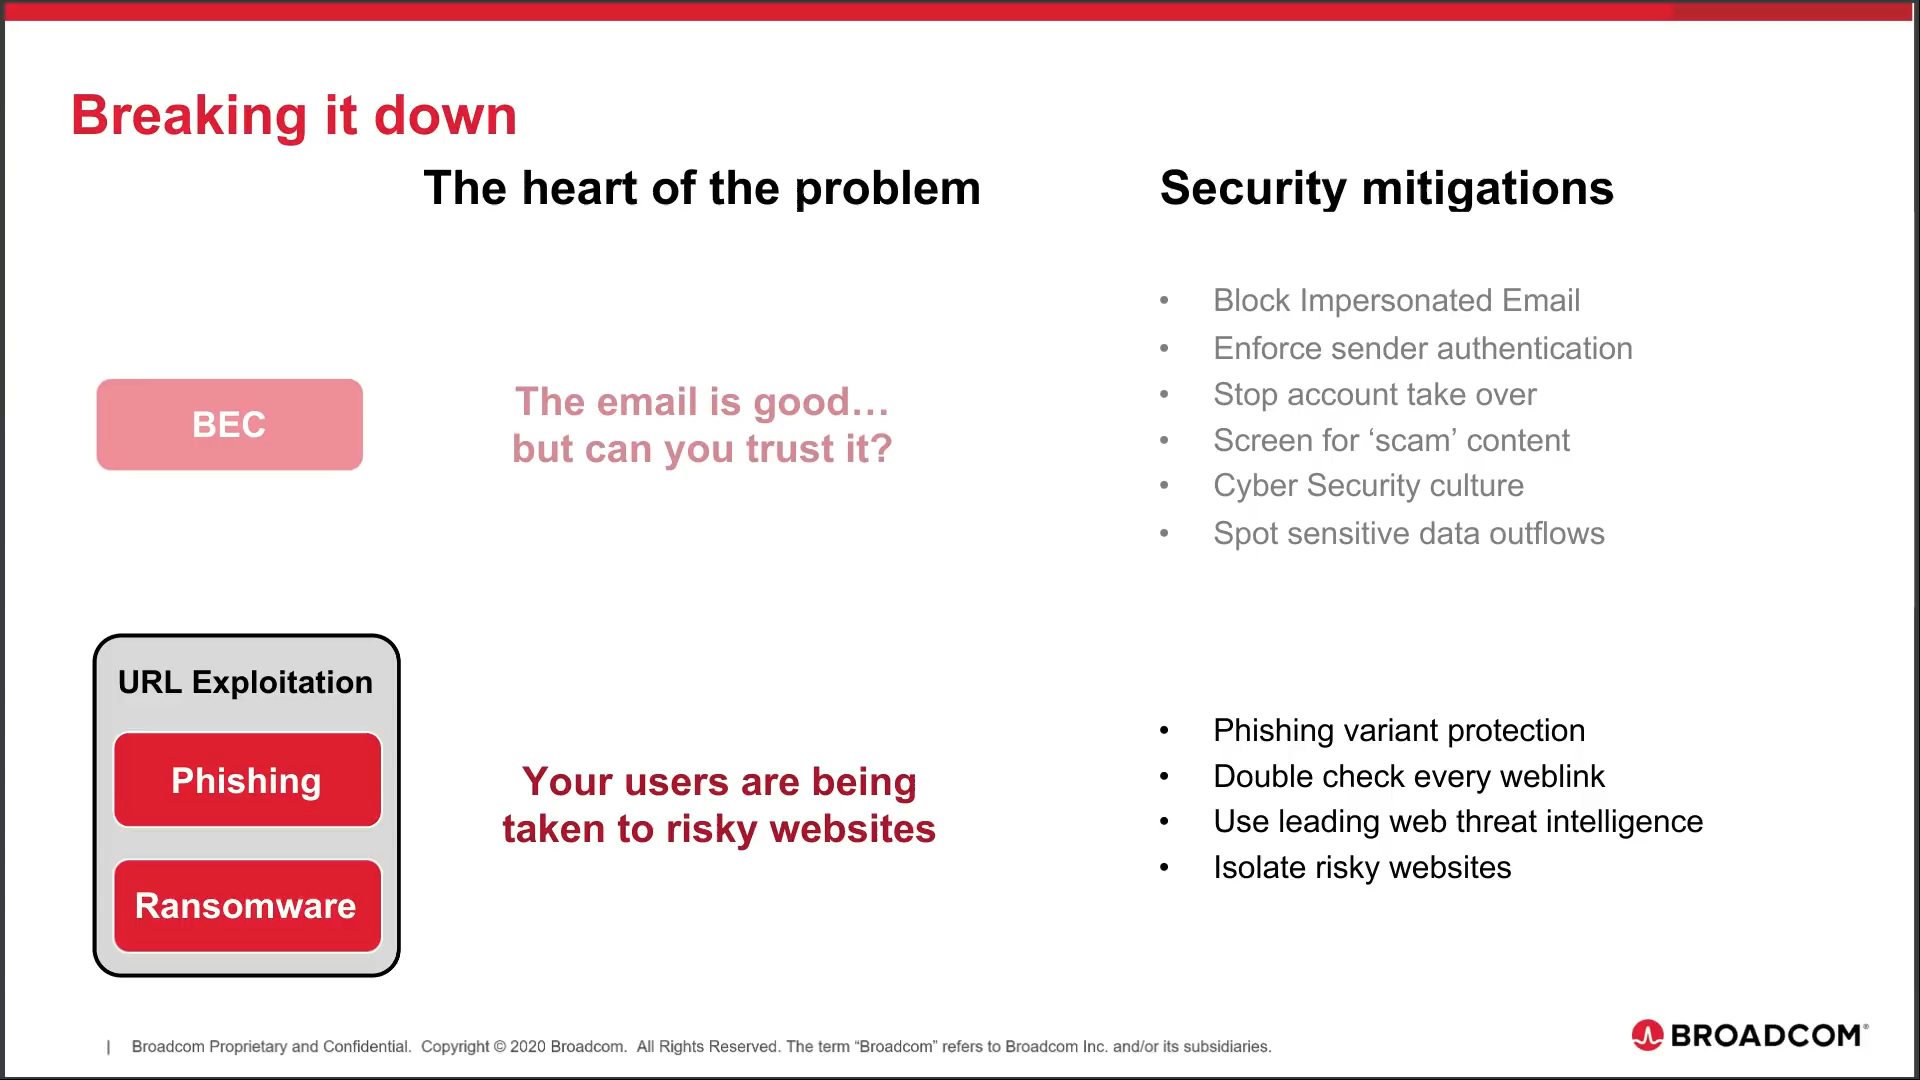 Breaking it down
The heart of the problem
Security mitigations
BEC
The email is good…
but can you trust it?
• Block Impersonated Email
• Enforce sender authentication
• Stop account take over
• Screen for ‘scam’ content
• Cyber Security culture
• Spot sensitive data outflows
URL Exploitation
Phishing
Ransomware
Your users are being
taken to risky websites
• Phishing variant protection
• Double check every weblink
• Use leading web threat intelligence
• Isolate risky websites
| Broadcom Proprietary and Confidential. Copyright © 2020 Broadcom. All Rights Reserved. The term “Broadcom” refers to Broadcom Inc. and/or its subsidiaries.
BROADCOM®